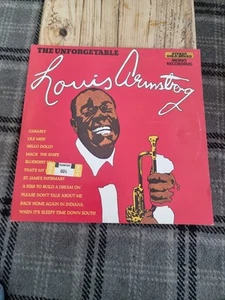 THE UNFORGETTABLE
Louis Armstrong
CABARET
OLE MISS
HELLO DOLLY
MACK THE KNIFE
BLUEBERRY
THAT'S MY
ST. JAMES INFIRMARY
A KISS TO BUILD A DREAM ON
PLEASE DON'T TALK ABOUT ME
BACK HOME AGAIN IN INDIANA
WHEN IT'S SLEEPY TIME DOWN SOUTH